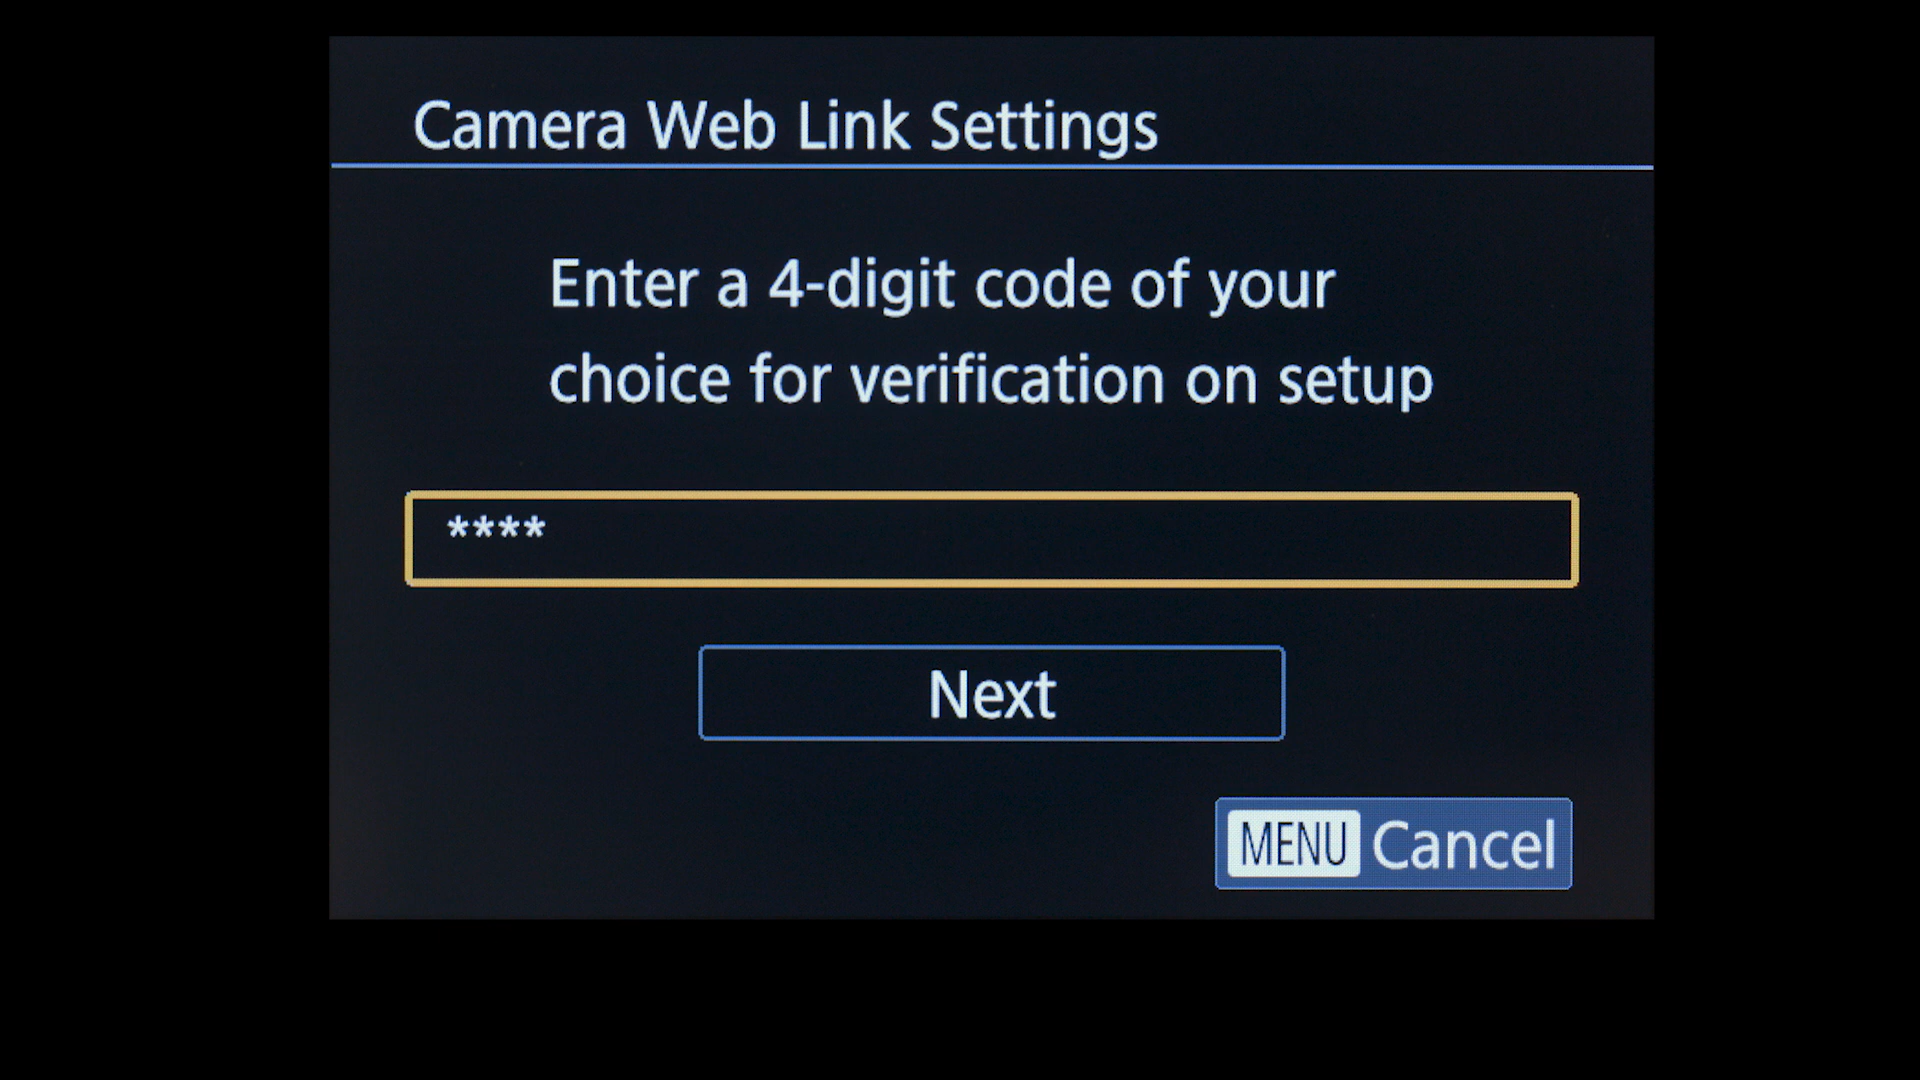 Camera Web Link Settings
Enter a 4-digit code of your
choice for verification on setup
****
Next
MENU Cancel